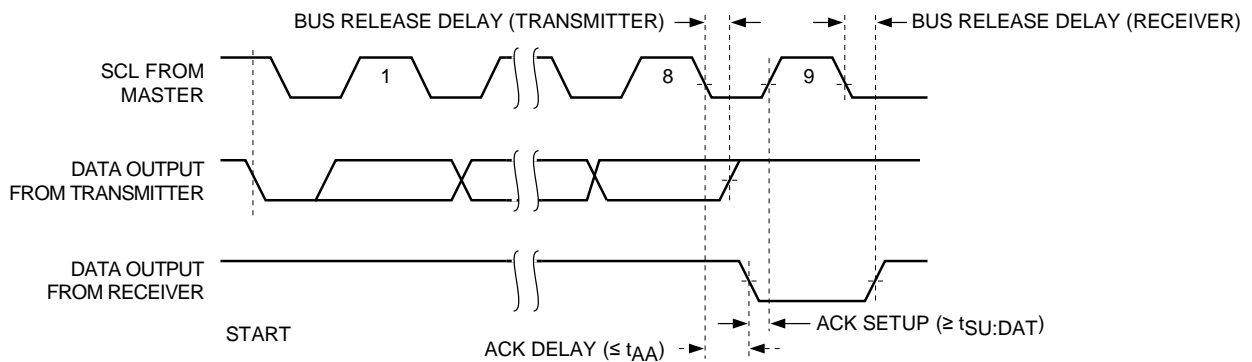 BUS RELEASE DELAY (TRANSMITTER)
BUS RELEASE DELAY (RECEIVER)
SCL FROM
MASTER
1
8
9
DATA OUTPUT
FROM TRANSMITTER
DATA OUTPUT
FROM RECEIVER
START
ACK SETUP (≥ tSU:DAT)
ACK DELAY (≤ tAA)